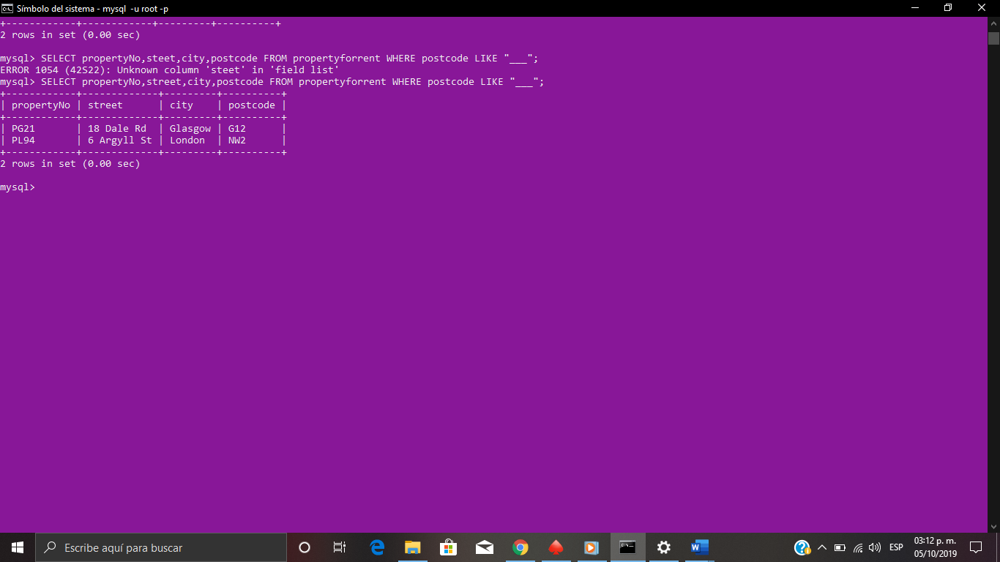 Símbolo del sistema - mysql -u root -p
+------------+------------+---------+----------+
2 rows in set (0.00 sec)
mysql> SELECT propertyNo,steet,city,postcode FROM propertyforrent WHERE postcode LIKE "___";
ERROR 1054 (42S22): Unknown column 'steet' in 'field list'
mysql> SELECT propertyNo,street,city,postcode FROM propertyforrent WHERE postcode LIKE "___";
+------------+-------------+---------+----------+
| propertyNo | street      | city    | postcode |
+------------+-------------+---------+----------+
| PG21       | 18 Dale Rd  | Glasgow | G12      |
| PL94       | 6 Argyll St | London  | NW2      |
+------------+-------------+---------+----------+
2 rows in set (0.00 sec)
mysql>
Escribe aquí para buscar
ESP
03:12 p. m.
05/10/2019